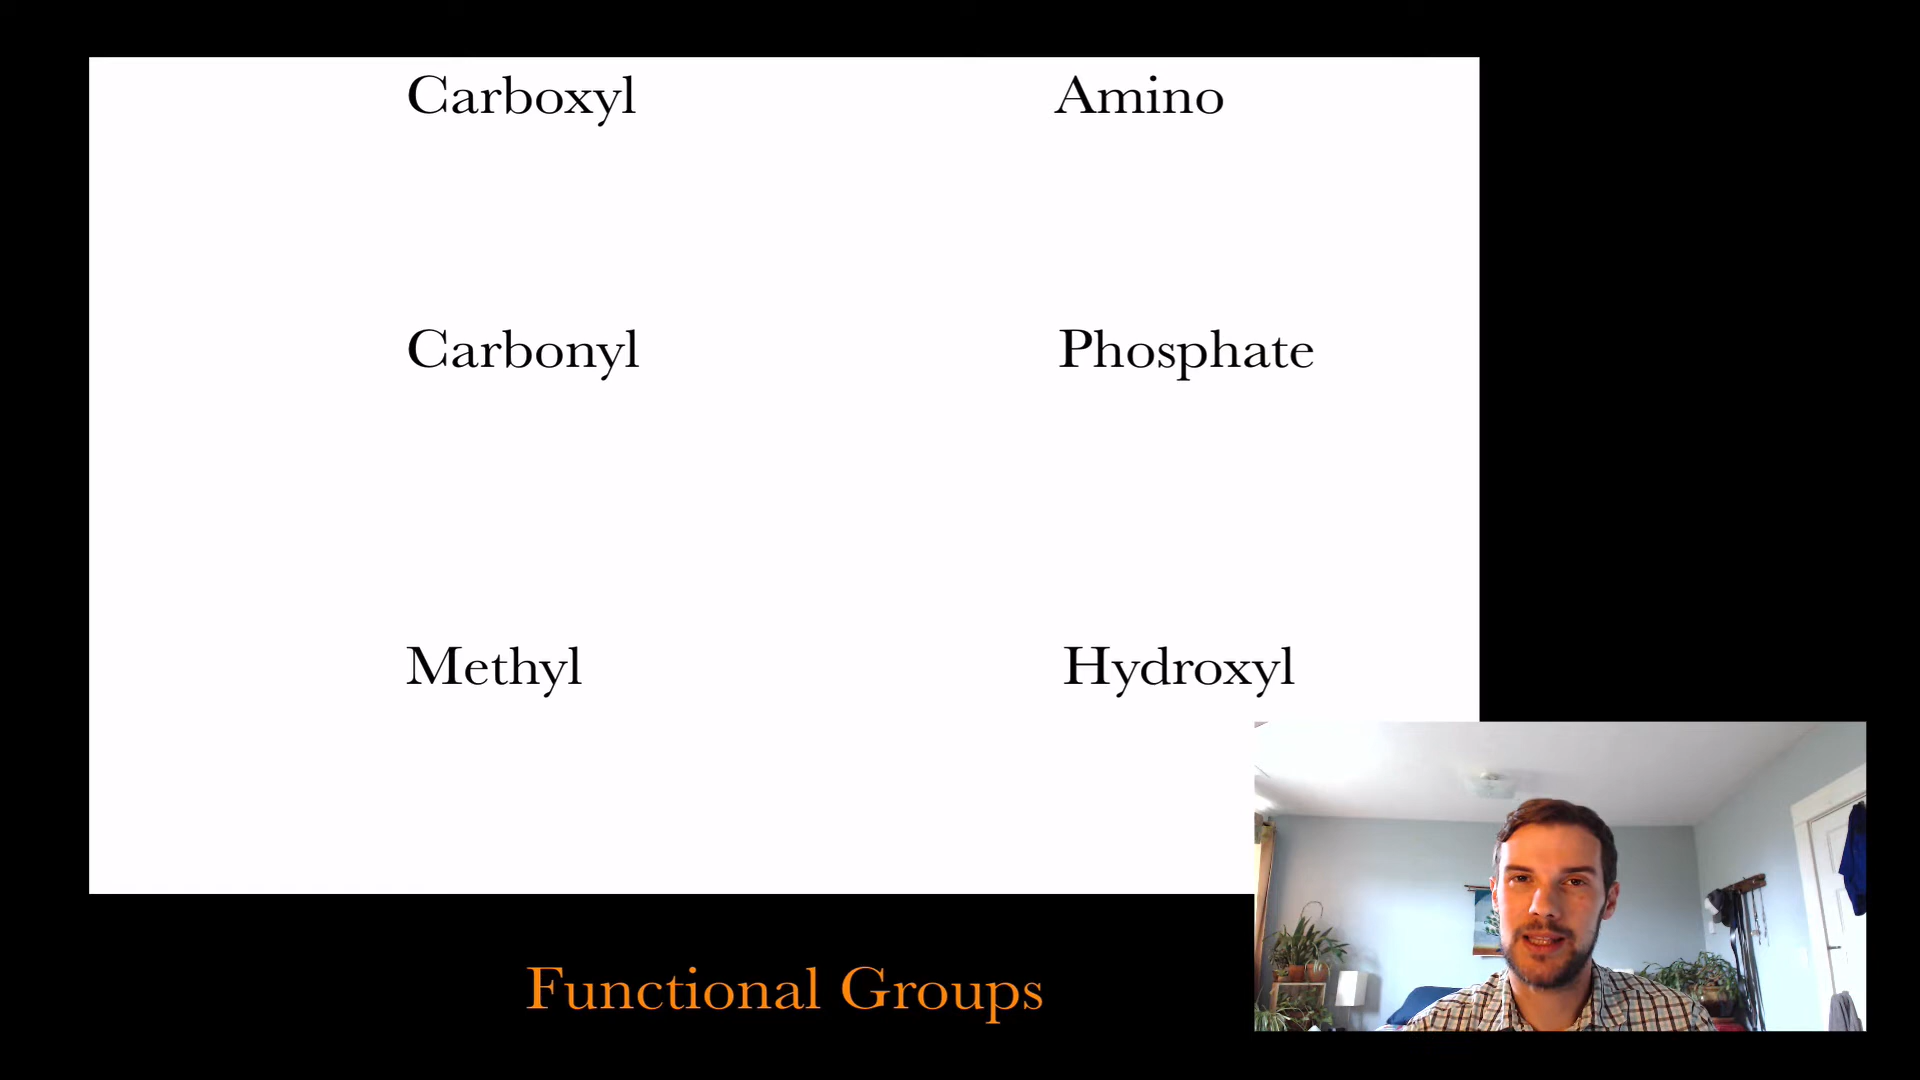 Carboxyl
Amino
Carbonyl
Phosphate
Methyl
Hydroxyl
Functional Groups